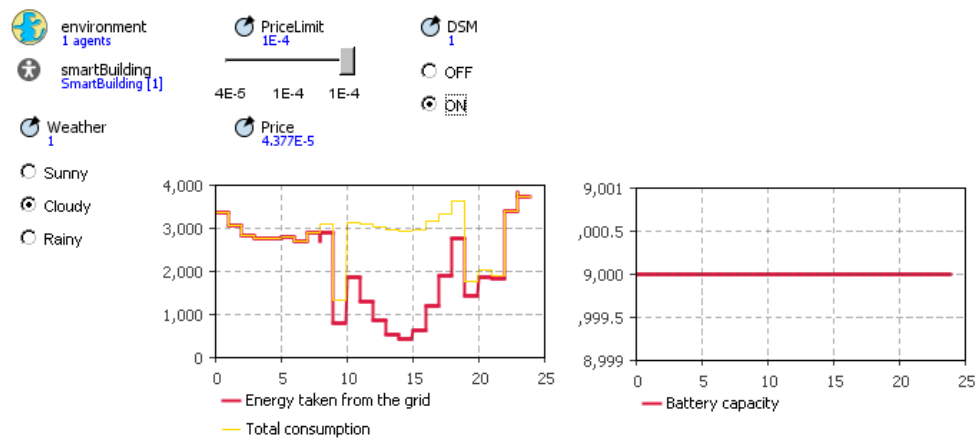 environment
1 agents
PriceLimit
1E-4
DSM
1
smartBuilding
SmartBuilding [1]
4E-5 1E-4 1E-4
OFF
ON
Weather
1
Price
4.377E-5
Sunny
Cloudy
Rainy
4,000
3,000
2,000
1,000
0
0 5 10 15 20 25
Energy taken from the grid
Total consumption
9,001
,000.5
9,000
,999.5
8,999
0 5 10 15 20 25
Battery capacity